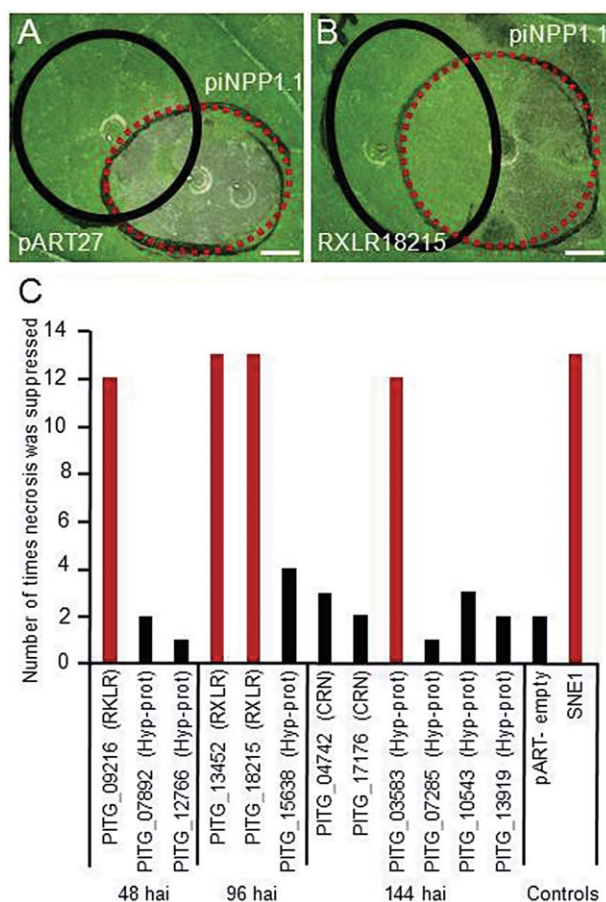 A
piNPP1.1
pART27
B
piNPP1.1
RXLR18215
C
Number of times necrosis was suppressed
14
12
10
8
6
4
2
0
PITG_09216 (RKLR)
PITG_07892 (Hyp-prot)
PITG_12766 (Hyp-prot)
PITG_13452 (RXLR)
PITG_18215 (RXLR)
PITG_15638 (Hyp-prot)
PITG_04742 (CRN)
PITG_17176 (CRN)
PITG_03583 (Hyp-prot)
PITG_07285 (Hyp-prot)
PITG_10543 (Hyp-prot)
PITG_13919 (Hyp-prot)
pART- empty
SNE1
48 hai
96 hai
144 hai
Controls